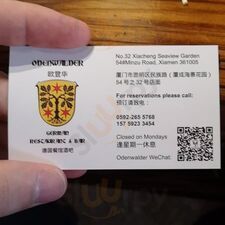 ODENWÄLDER
欧登华
GERMAN
RESTAURANT & BAR
德国餐馆酒吧
No.32 Xiacheng Seaview Garden
54#Minzu Road, Xiamen 361005
厦门市思明区民族路（厦成海景花园）
54号之32号店面
For reservations please call:
预订请致电：
0592-265 5768
157 5923 3454
Closed on Mondays
逢星期一休息
Odenwalder WeChat: